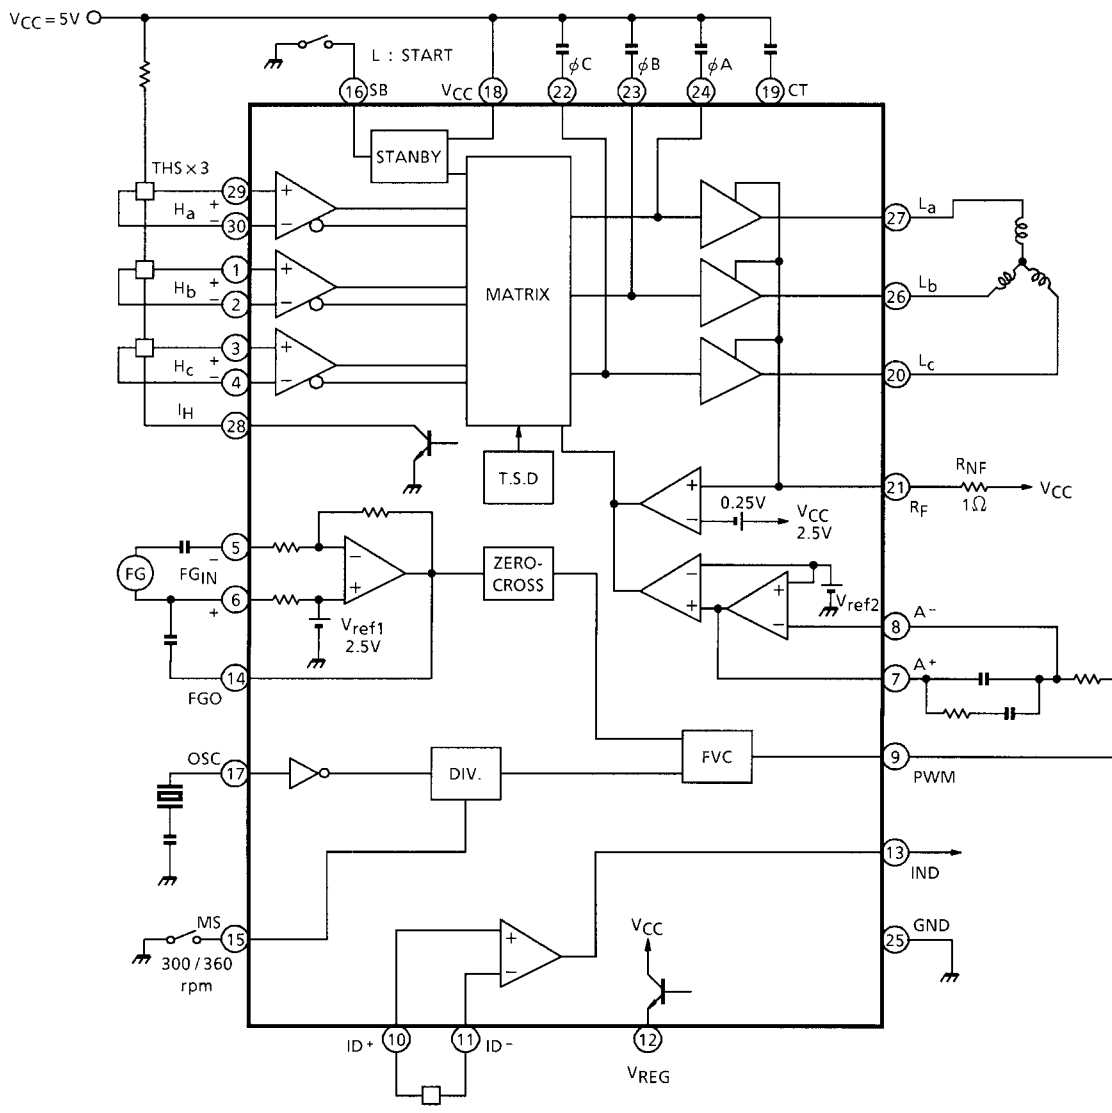 VCC = 5V
L : START
φC
φB
φA
16 SB
VCC 18
22
23
24
19 CT
STANBY
THS × 3
29
Ha + −
30
1
Hb + −
2
3
Hc + −
4
IH
28
+
−
+
−
+
−
MATRIX
T.S.D
27 La
26 Lb
20 Lc
21
RF
RNF
1Ω
VCC
+
−
0.25V
VCC
2.5V
5
−
FGIN
FG
6
+
−
+
Vref1
2.5V
ZERO-
CROSS
−
+
+
−
Vref2
A−
8
A+
7
14
FGO
OSC
17
DIV.
FVC
9
PWM
13
IND
MS
15
300 / 360
rpm
+
−
VCC
GND
25
ID+ 10
11 ID−
12
VREG